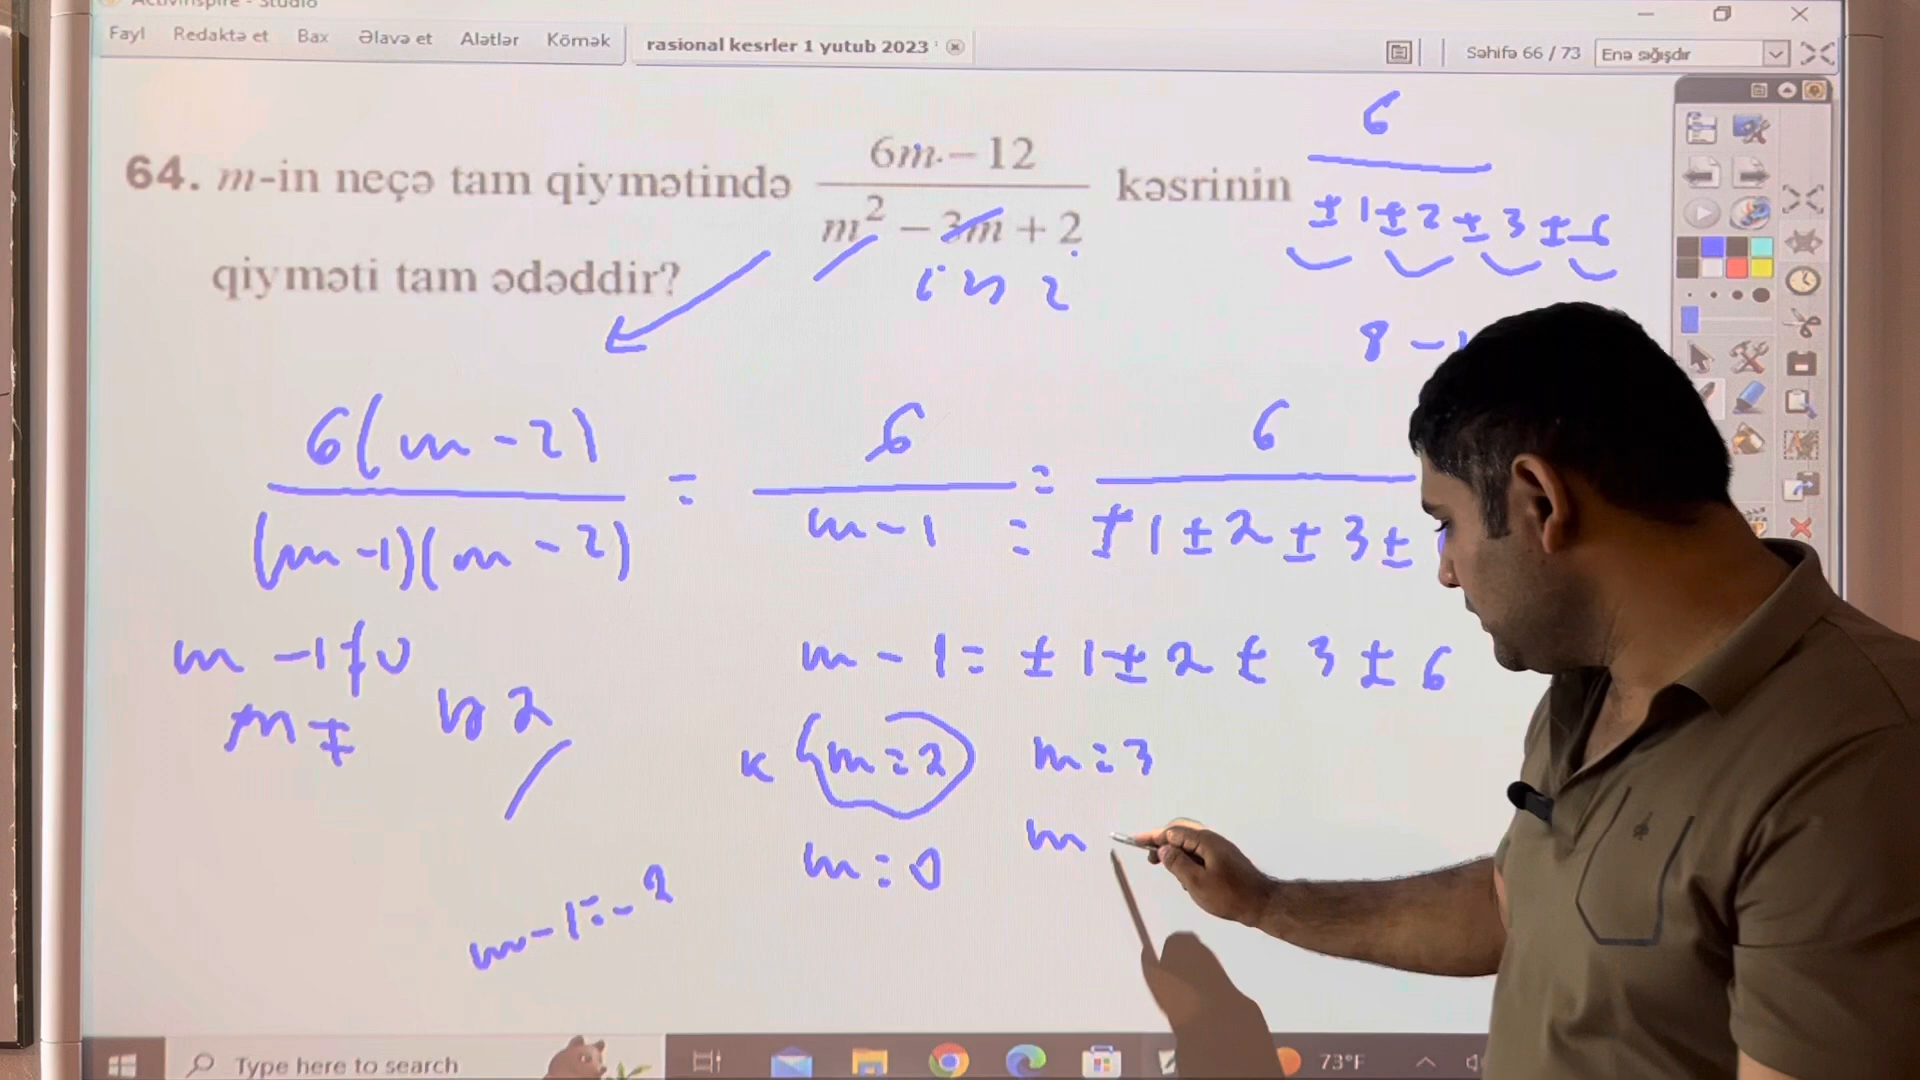 Fayl Redaktə et Bax Əlavə et Alətlər Kömək
rasional kesrler 1 yutub 2023
Səhifə 66 / 73
Enə sığışdır
64. m-in neçə tam qiymətində (6m - 12)/(m² - 3m + 2) kəsrinin
qiyməti tam ədəddir?
6
±1 ±2 ±3 ±6
8 - 1
6(m-2)/(m-1)(m-2) = 6/(m-1) = 6/±1 ±2 ±3 ±
m - 1 ≠ 0
m ≠ 2
m - 1 = ±1 ±2 ± 3 ± 6
m = 2 m = 3
m = 0 m
m - 1 = - 2
Type here to search
73°F